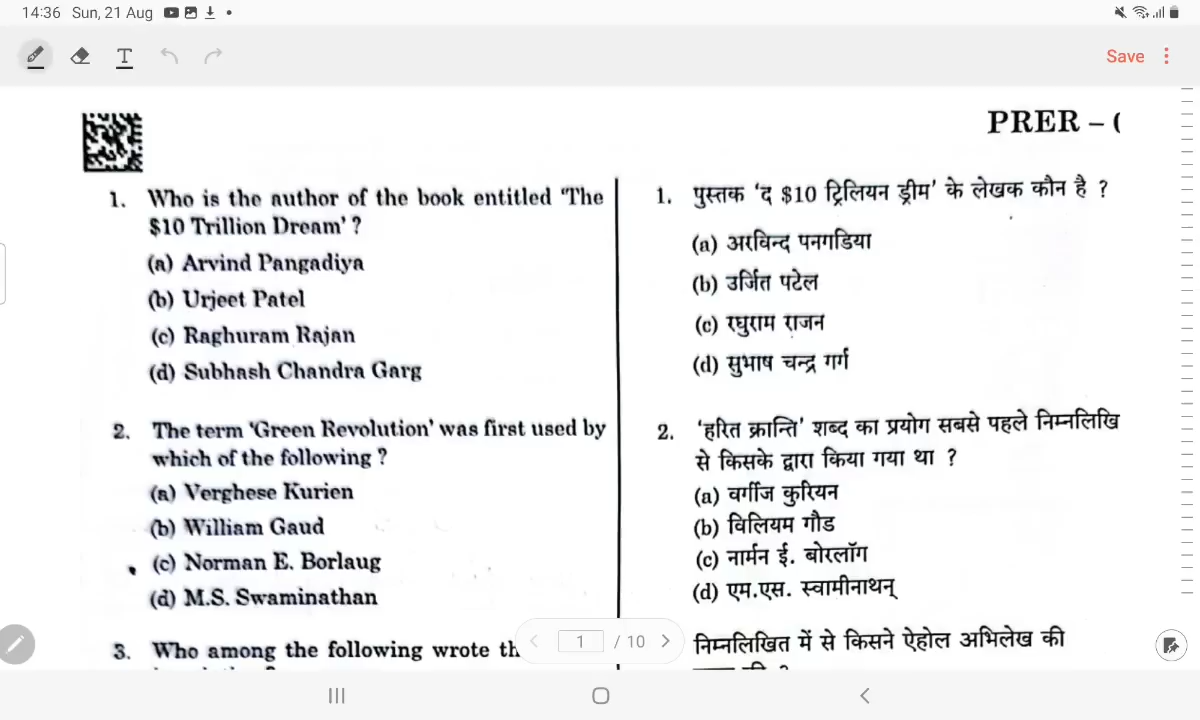 14:36 Sun, 21 Aug
T
Save
PRER – (
1. Who is the author of the book entitled 'The
$10 Trillion Dream' ?
(a) Arvind Pangadiya
(b) Urjeet Patel
(c) Raghuram Rajan
(d) Subhash Chandra Garg
2. The term 'Green Revolution' was first used by
which of the following ?
(a) Verghese Kurien
(b) William Gaud
(c) Norman E. Borlaug
(d) M.S. Swaminathan
3. Who among the following wrote th
1. पुस्तक 'द $10 ट्रिलियन ड्रीम' के लेखक कौन है ?
(a) अरविन्द पनगडिया
(b) उर्जित पटेल
(c) रघुराम राजन
(d) सुभाष चन्द्र गर्ग
2. 'हरित क्रान्ति' शब्द का प्रयोग सबसे पहले निम्नलिखि
से किसके द्वारा किया गया था ?
(a) वर्गीज कुरियन
(b) विलियम गौड
(c) नार्मन ई. बोरलॉग
(d) एम.एस. स्वामीनाथन्
निम्नलिखित में से किसने ऐहोल अभिलेख की
1 / 10